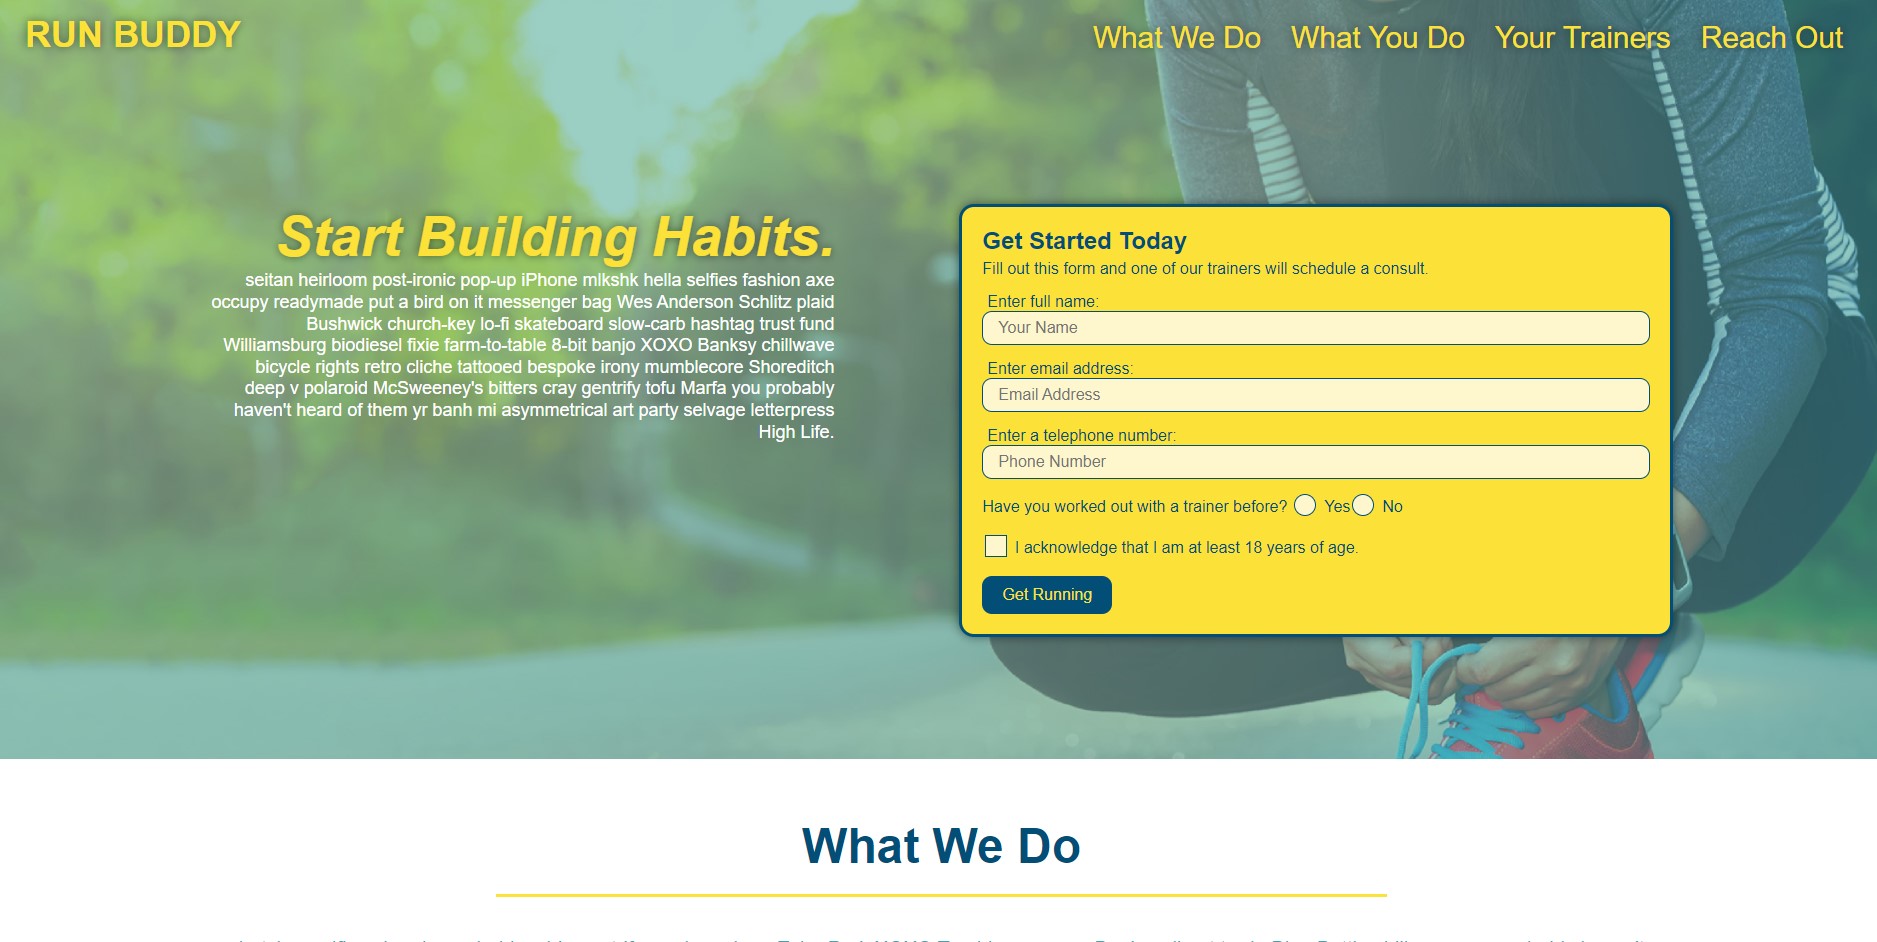 RUN BUDDY
What We Do What You Do Your Trainers Reach Out
Start Building Habits.
seitan heirloom post-ironic pop-up iPhone mlkshk hella selfies fashion axe
occupy readymade put a bird on it messenger bag Wes Anderson Schlitz plaid
Bushwick church-key lo-fi skateboard slow-carb hashtag trust fund
Williamsburg biodiesel fixie farm-to-table 8-bit banjo XOXO Banksy chillwave
bicycle rights retro cliche tattooed bespoke irony mumblecore Shoreditch
deep v polaroid McSweeney's bitters cray gentrify tofu Marfa you probably
haven't heard of them yr banh mi asymmetrical art party selvage letterpress
High Life.
Get Started Today
Fill out this form and one of our trainers will schedule a consult.
Enter full name:
Your Name
Enter email address:
Email Address
Enter a telephone number:
Phone Number
Have you worked out with a trainer before? Yes No
I acknowledge that I am at least 18 years of age.
Get Running
What We Do